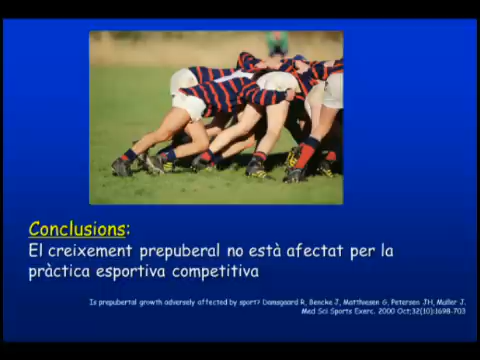 Conclusions:
El creixement prepuberal no està afectat per la
pràctica esportiva competitiva
Is prepubertal growth adversely affected by sport? Damsgaard R, Bencke J, Matthiesen G, Petersen JH, Muller J.
Med Sci Sports Exerc. 2000 Oct;32(10):1698-703